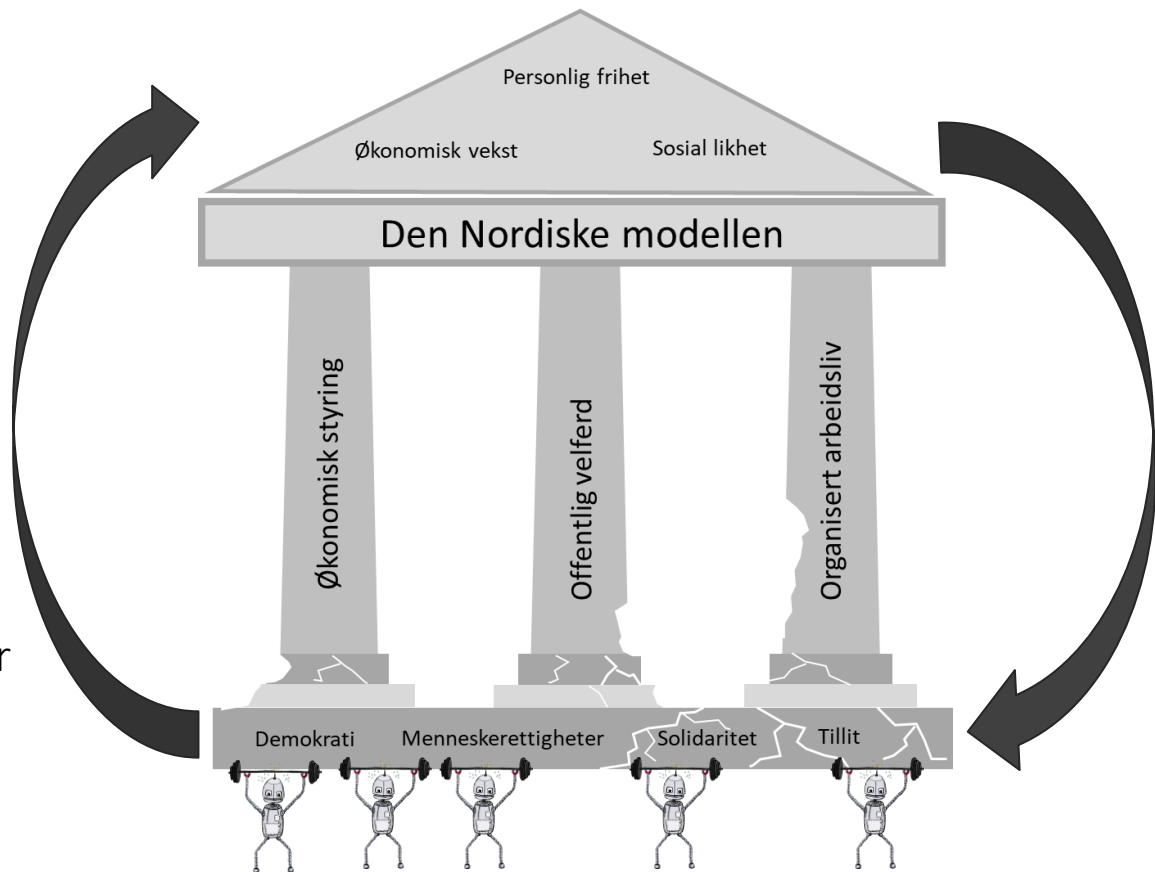 Personlig frihet
Økonomisk vekst
Sosial likhet
Den Nordiske modellen
Økonomisk styring
Offentlig velferd
Organisert arbeidsliv
r
Demokrati
Menneskerettigheter
Solidaritet
Tillit